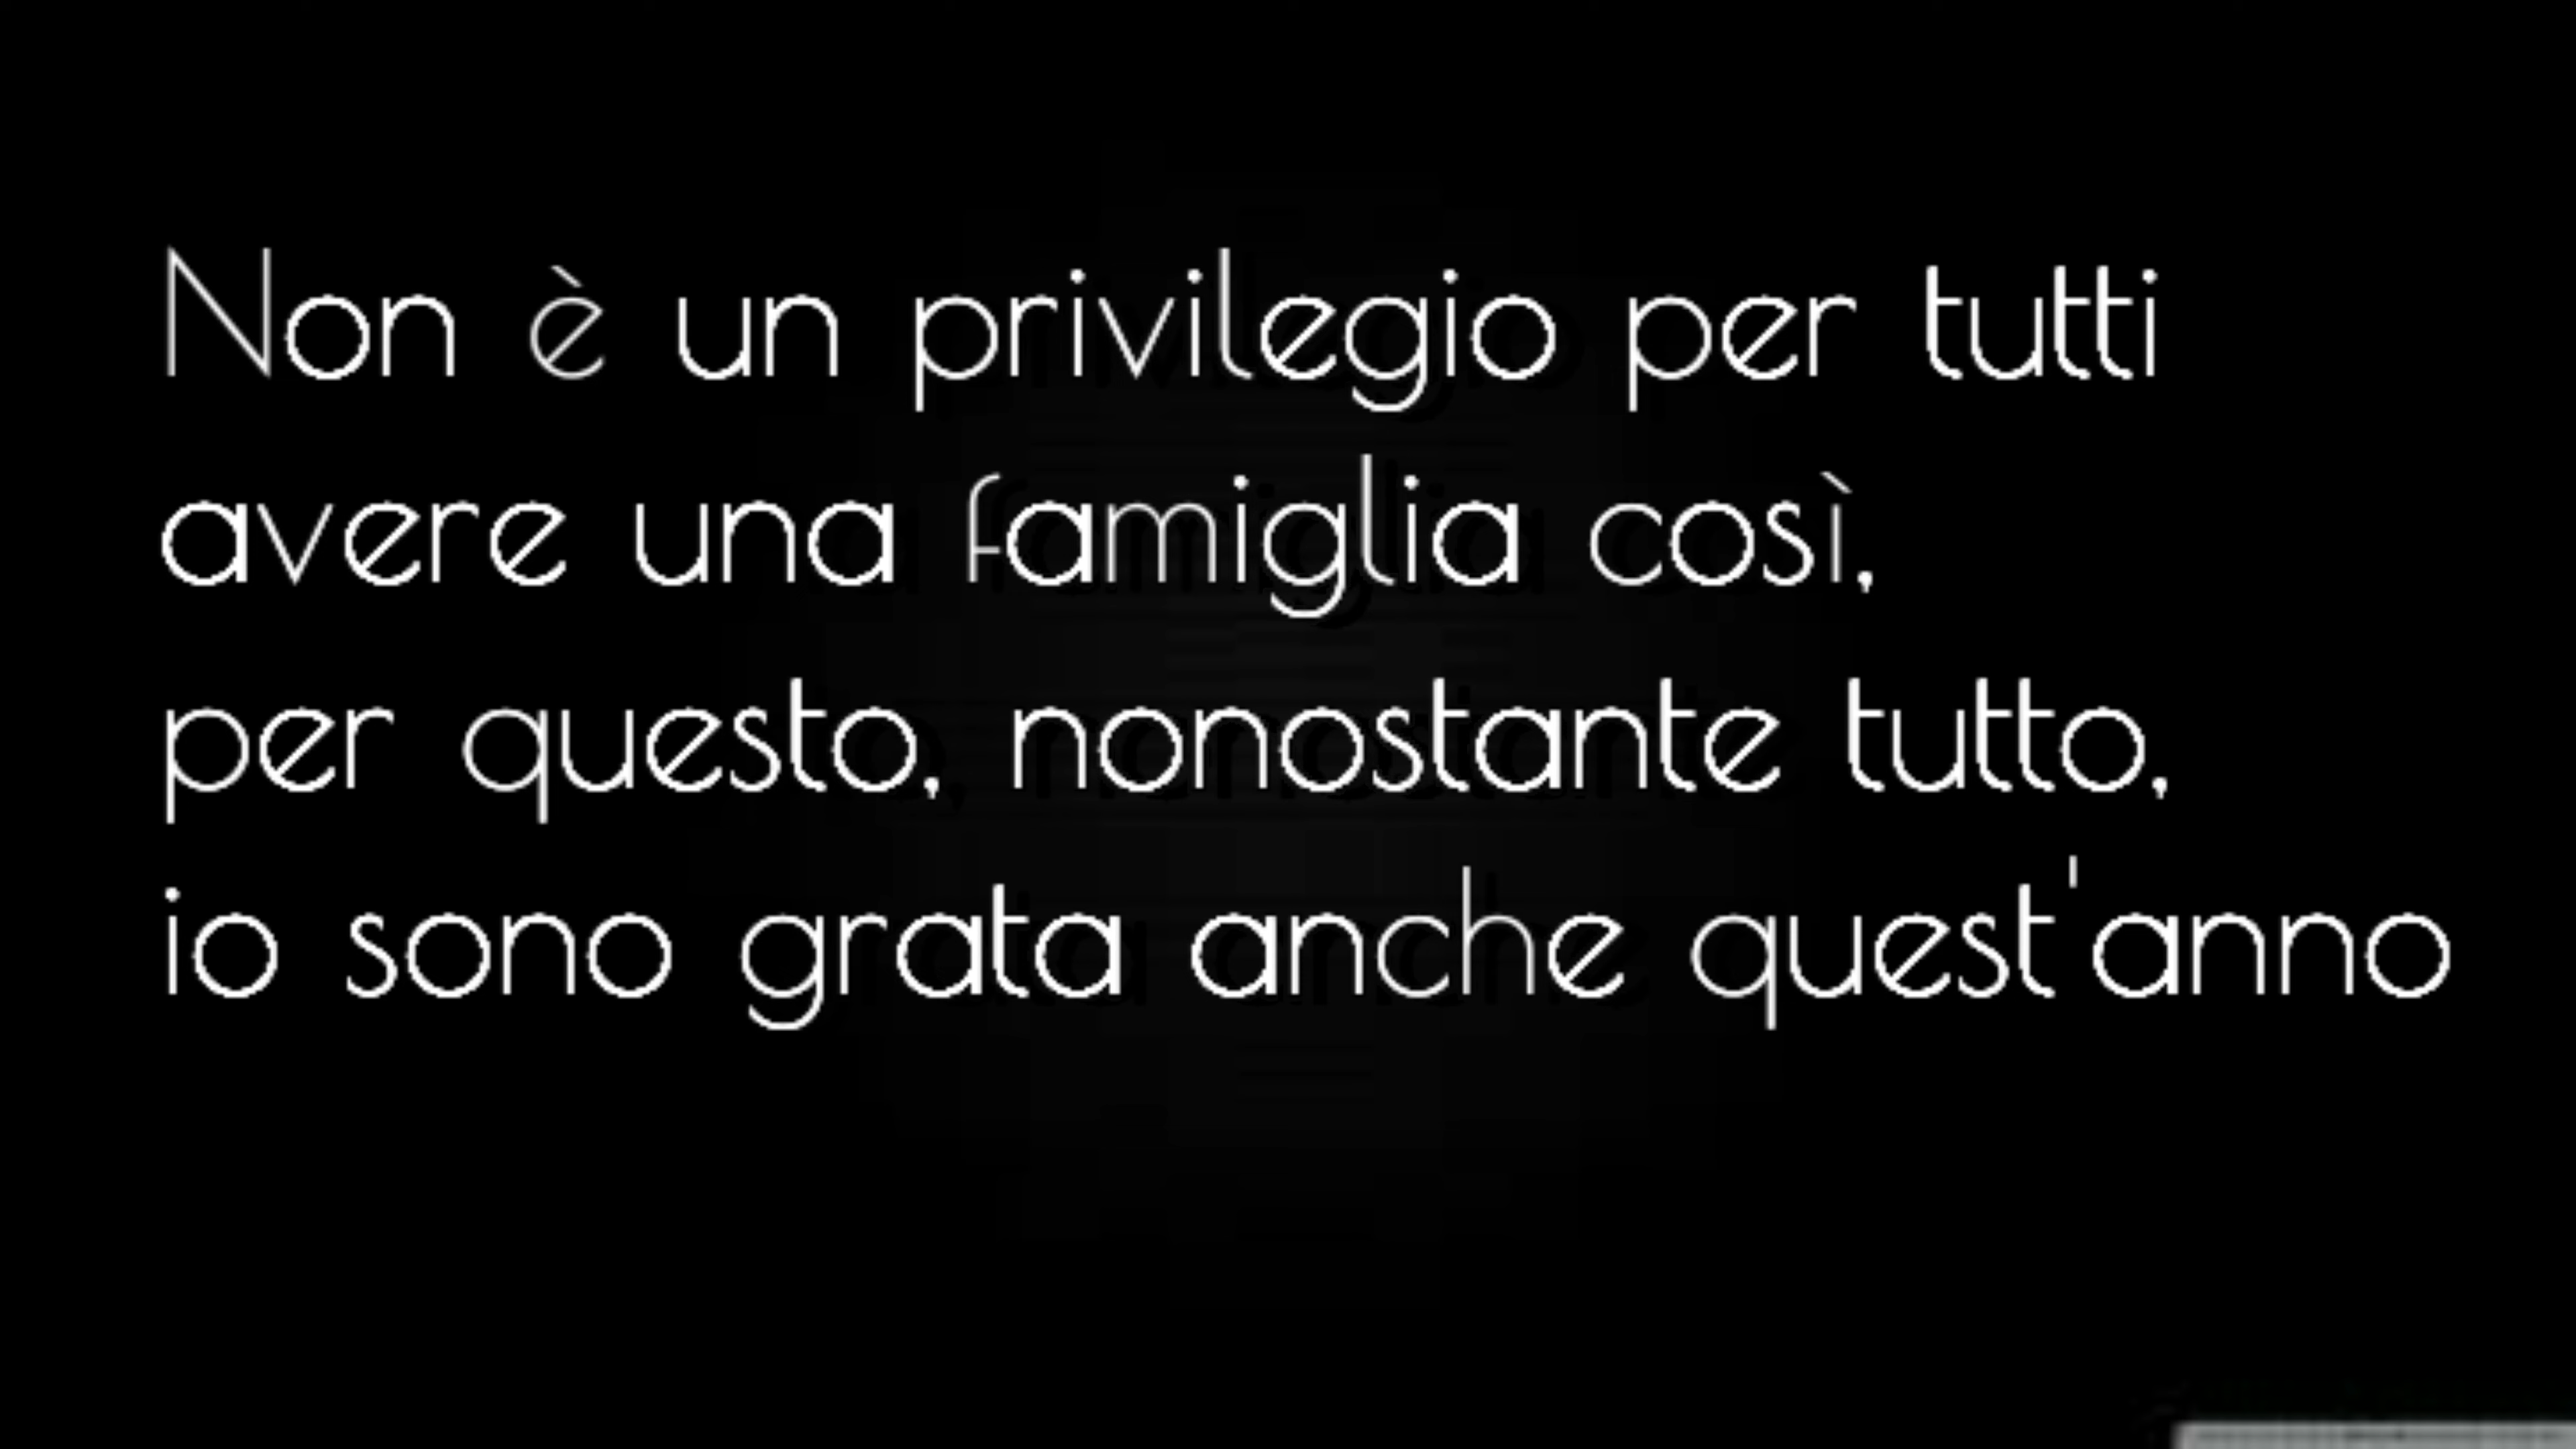 Non è un privilegio per tutti
avere una famiglia così,
per questo, nonostante tutto,
io sono grata anche quest'anno